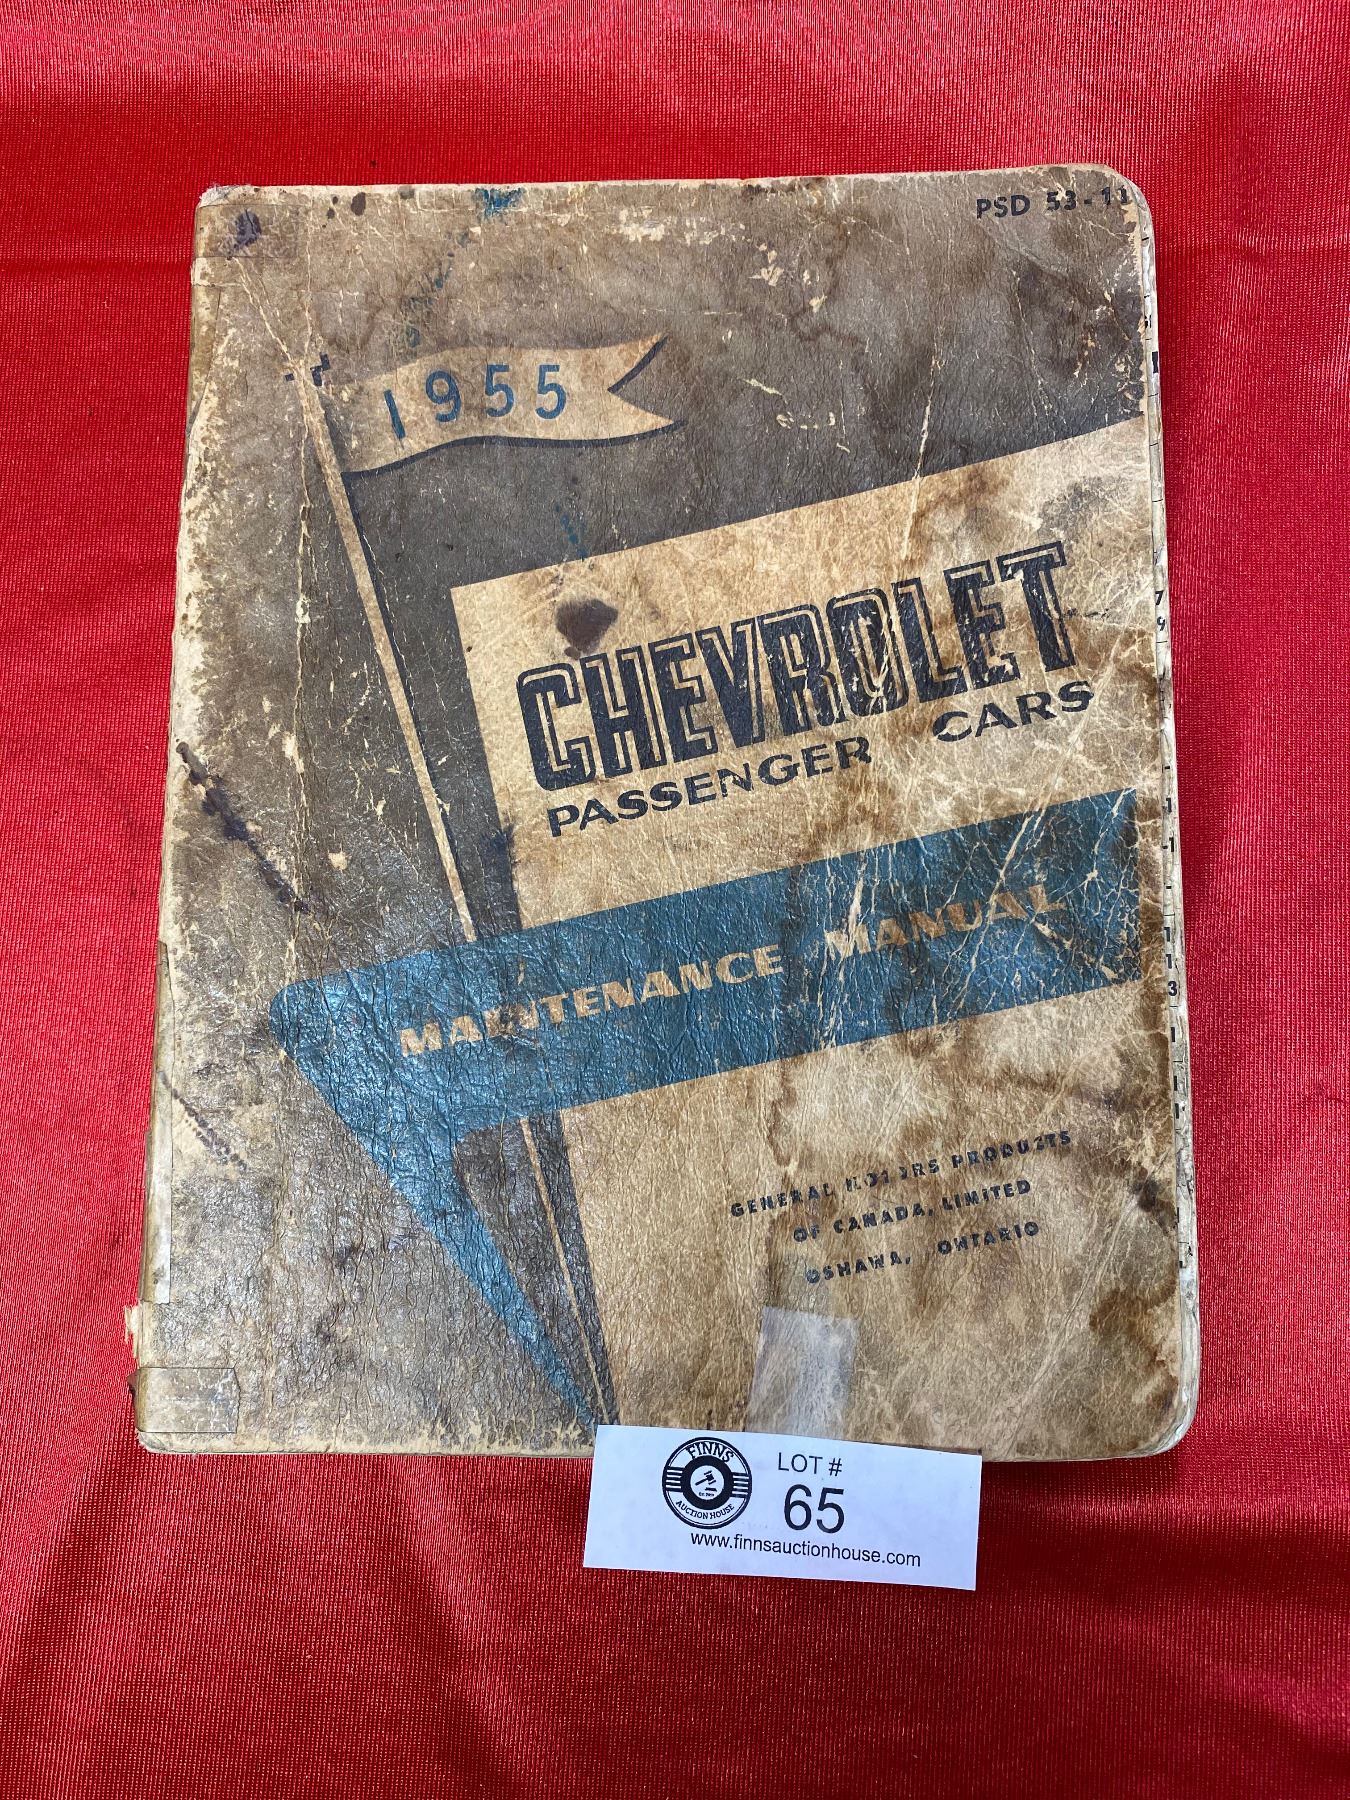 PSD 53-11
1955
CHEVROLET
PASSENGER CARS
MAINTENANCE MANUAL
GENERAL MOTORS PRODUCTS
OF CANADA, LIMITED
OSHAWA, ONTARIO
FINNS
AUCTION HOUSE
LOT #
65
www.finnsauctionhouse.com